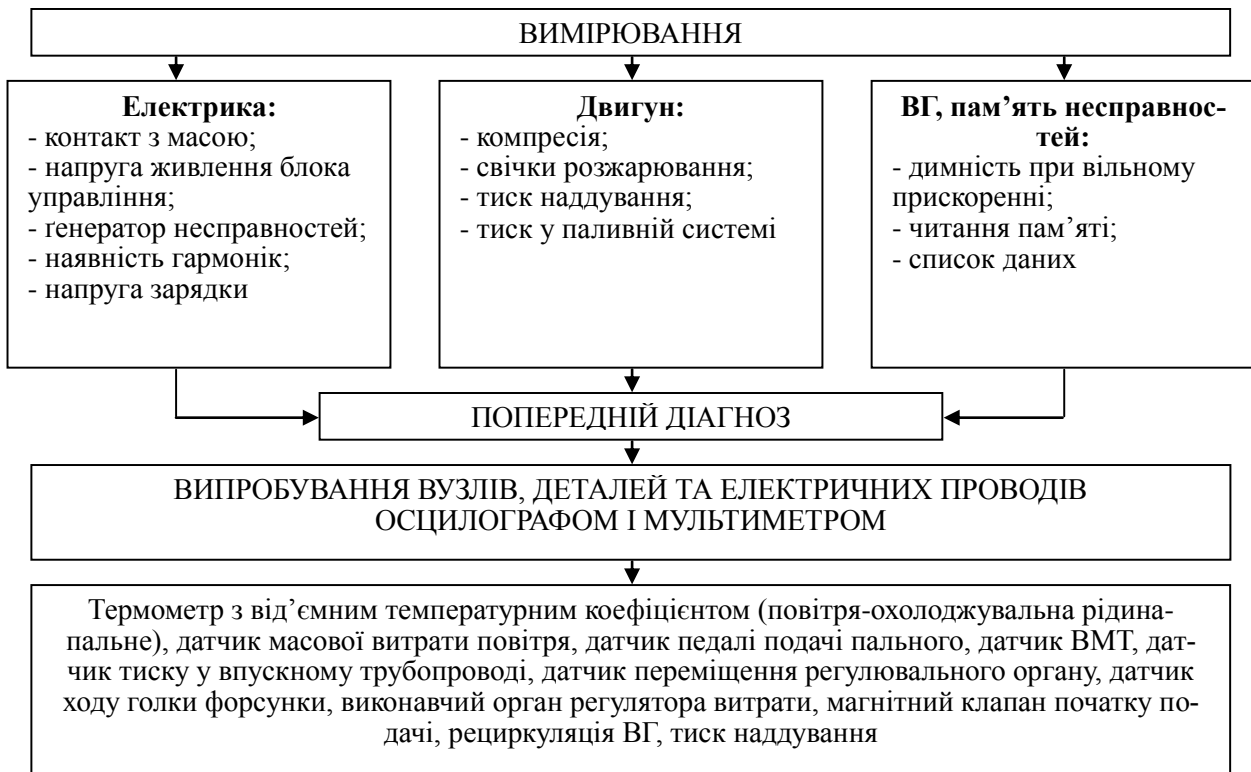 ВИМІРЮВАННЯ
Електрика:
- контакт з масою;
- напруга живлення блока
управління;
- ґенератор несправностей;
- наявність гармонік;
- напруга зарядки
Двигун:
- компресія;
- свічки розжарювання;
- тиск наддування;
- тиск у паливній системі
ВГ, пам’ять несправнос-
тей:
- димність при вільному
прискоренні;
- читання пам’яті;
- список даних
ПОПЕРЕДНІЙ ДІАГНОЗ
ВИПРОБУВАННЯ ВУЗЛІВ, ДЕТАЛЕЙ ТА ЕЛЕКТРИЧНИХ ПРОВОДІВ
ОСЦИЛОГРАФОМ І МУЛЬТИМЕТРОМ
Термометр з від’ємним температурним коефіцієнтом (повітря-охолоджувальна рідина-
пальне), датчик масової витрати повітря, датчик педалі подачі пального, датчик ВМТ, дат-
чик тиску у впускному трубопроводі, датчик переміщення регулювального органу, датчик
ходу голки форсунки, виконавчий орган регулятора витрати, магнітний клапан початку по-
дачі, рециркуляція ВГ, тиск наддування